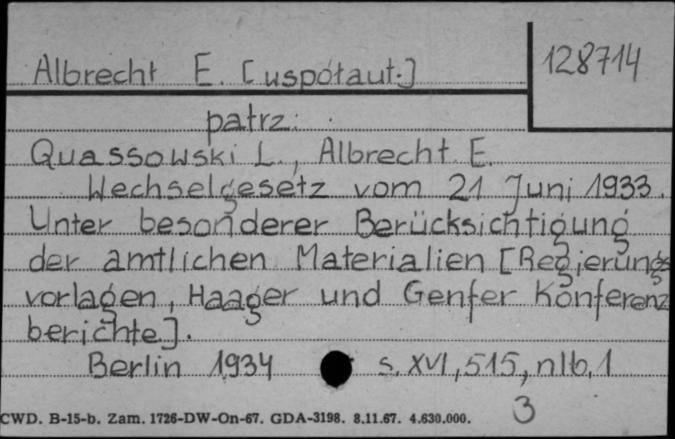 Albrecht E. [uspółaut.]
128714
patrz:
Quassowski L., Albrecht E.
Wechselgesetz vom 21 Juni 1933.
Unter besonderer Berücksichtigung
der amtlichen Materialien [Regierungs
vorlagen, Haager und Genfer Konferenz
berichte].
Berlin 1934 s. XVI, 515, nlb, 1
3
CWD. B-15-b. Zam. 1726-DW-On-67. GDA-3198. 8.11.67. 4.630.000.